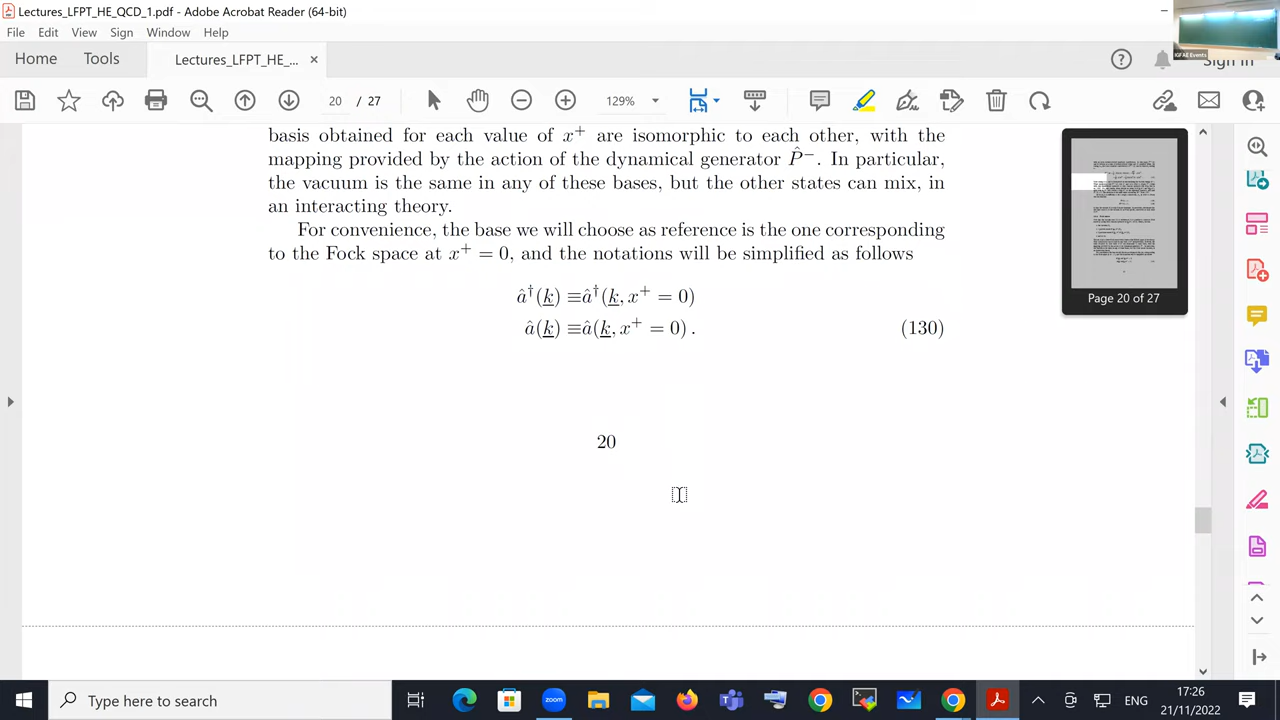 Lectures_LFPT_HE_QCD_1.pdf - Adobe Acrobat Reader (64-bit)
File Edit View Sign Window Help
IGFAE Events
Home Tools Lectures_LFPT_HE_... × Sign In
20 / 27 129%
basis obtained for each value of x⁺ are isomorphic to each other, with the
mapping provided by the action of the dynamical generator P̂⁻. In particular,
the vacuum is the same in any of these bases, but the other states can mix, in
an interacting theory.
For convenience, the base we will choose as reference is the one corresponding
to the Fock space at x⁺ = 0, and the notations will be simplified as follows
â†(k̲) ≡ â†(k̲, x⁺ = 0)
â(k̲) ≡ â(k̲, x⁺ = 0) . (130)
20
Page 20 of 27
Type here to search
zoom
ENG
17:26
21/11/2022